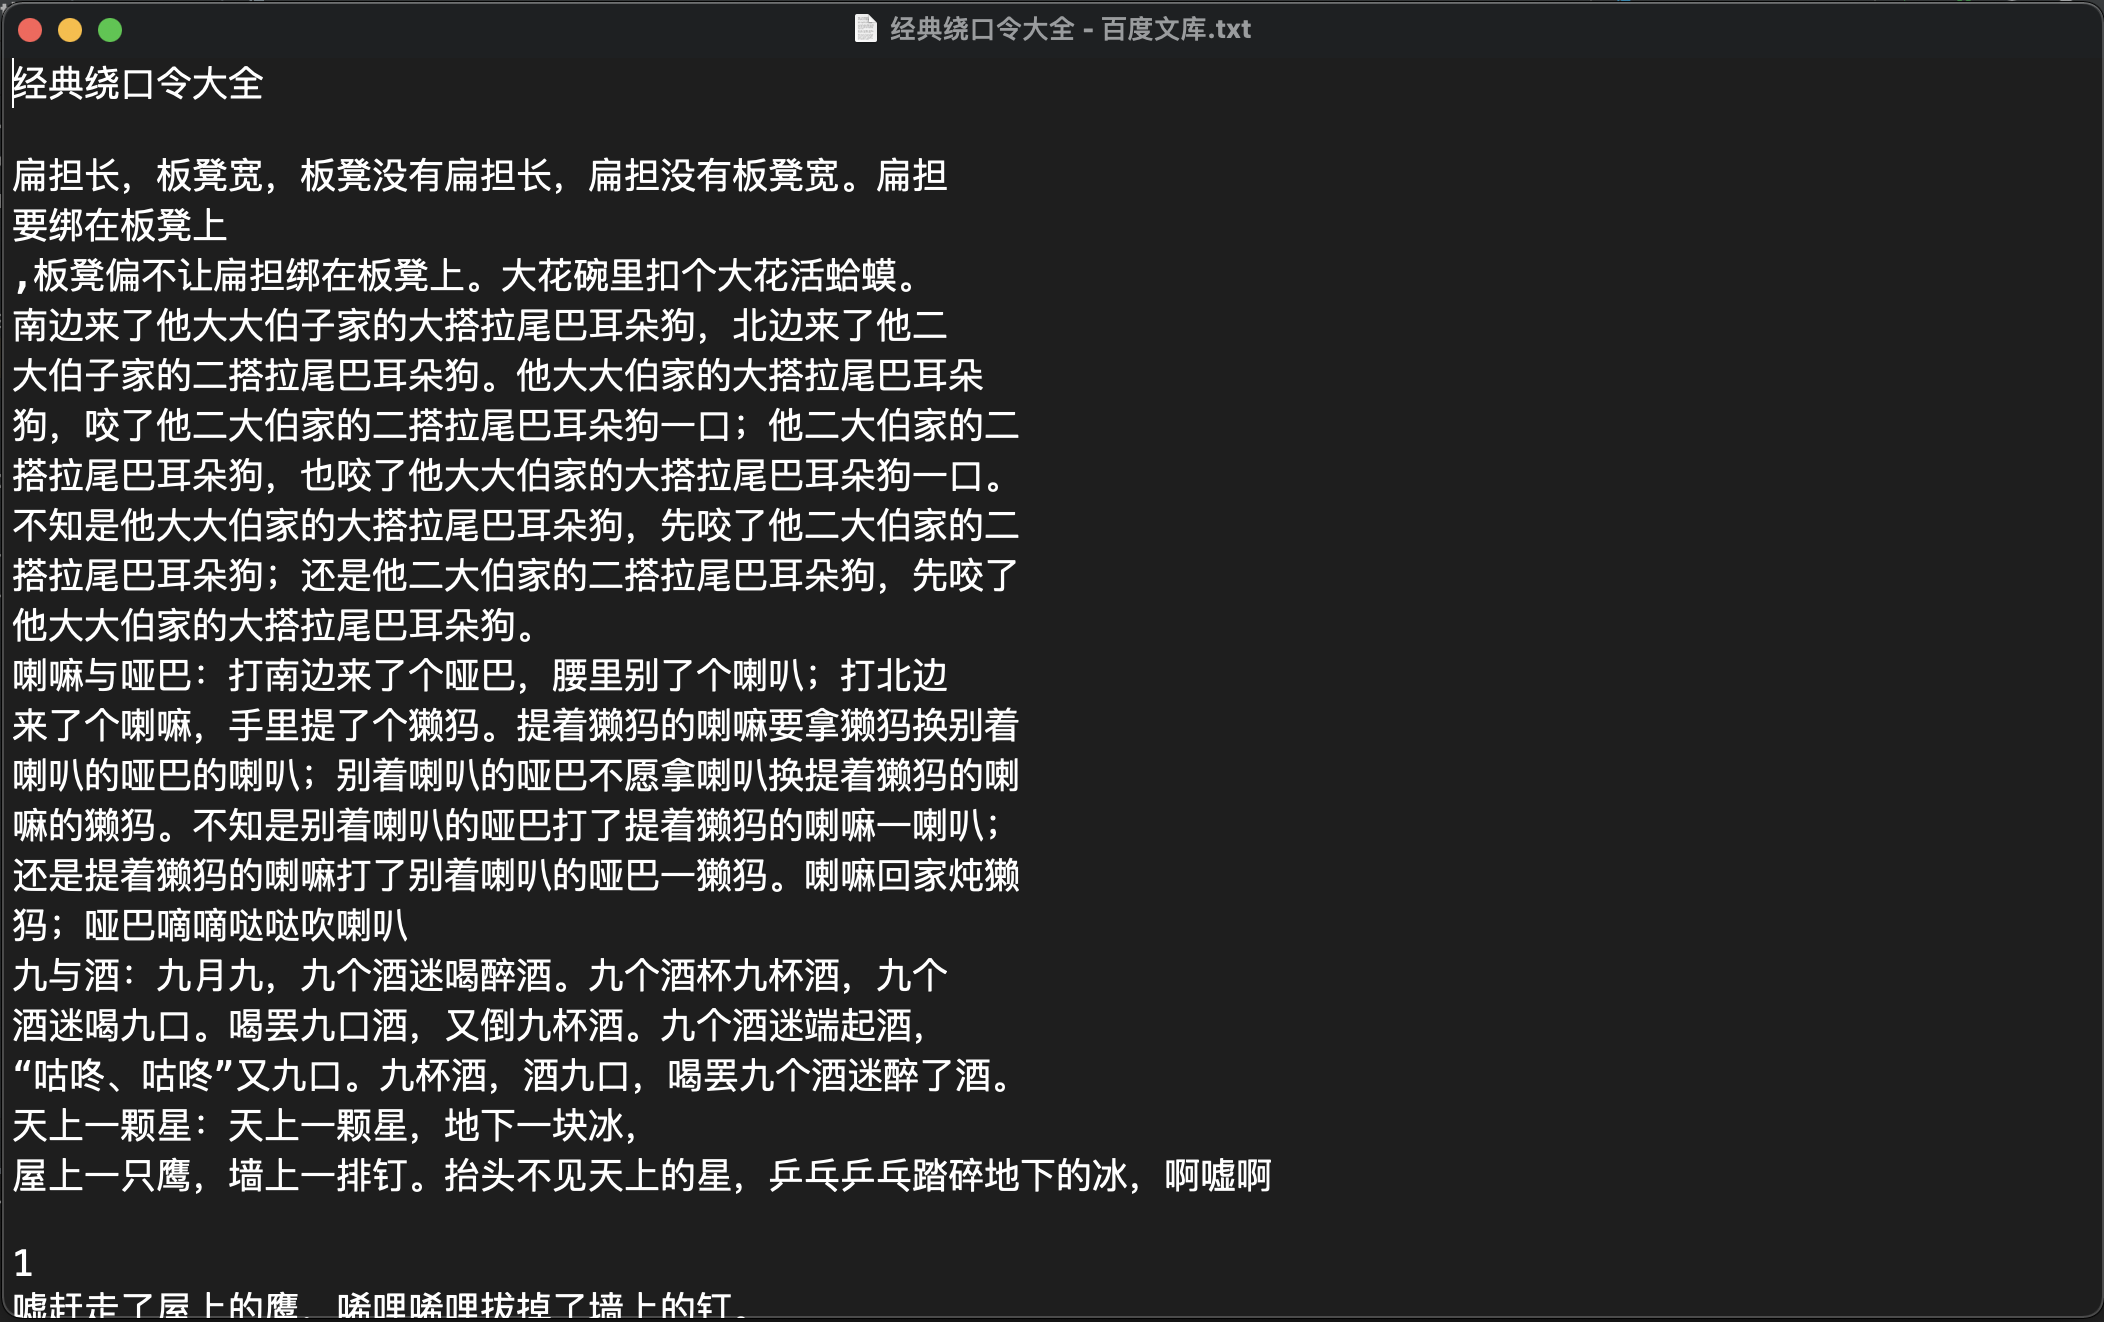 经典绕口令大全 - 百度文库.txt
经典绕口令大全
扁担长，板凳宽，板凳没有扁担长，扁担没有板凳宽。扁担
要绑在板凳上
,板凳偏不让扁担绑在板凳上。大花碗里扣个大花活蛤蟆。
南边来了他大大伯子家的大搭拉尾巴耳朵狗，北边来了他二
大伯子家的二搭拉尾巴耳朵狗。他大大伯家的大搭拉尾巴耳朵
狗，咬了他二大伯家的二搭拉尾巴耳朵狗一口；他二大伯家的二
搭拉尾巴耳朵狗，也咬了他大大伯家的大搭拉尾巴耳朵狗一口。
不知是他大大伯家的大搭拉尾巴耳朵狗，先咬了他二大伯家的二
搭拉尾巴耳朵狗；还是他二大伯家的二搭拉尾巴耳朵狗，先咬了
他大大伯家的大搭拉尾巴耳朵狗。
喇嘛与哑巴：打南边来了个哑巴，腰里别了个喇叭；打北边
来了个喇嘛，手里提了个獭犸。提着獭犸的喇嘛要拿獭犸换别着
喇叭的哑巴的喇叭；别着喇叭的哑巴不愿拿喇叭换提着獭犸的喇
嘛的獭犸。不知是别着喇叭的哑巴打了提着獭犸的喇嘛一喇叭；
还是提着獭犸的喇嘛打了别着喇叭的哑巴一獭犸。喇嘛回家炖獭
犸；哑巴嘀嘀哒哒吹喇叭
九与酒：九月九，九个酒迷喝醉酒。九个酒杯九杯酒，九个
酒迷喝九口。喝罢九口酒，又倒九杯酒。九个酒迷端起酒，
“咕咚、咕咚”又九口。九杯酒，酒九口，喝罢九个酒迷醉了酒。
天上一颗星：天上一颗星，地下一块冰，
屋上一只鹰，墙上一排钉。抬头不见天上的星，乒乓乒乓踏碎地下的冰，啊嘘啊
1
嘘赶走了屋上的鹰，唏哩唏哩拔掉了墙上的钉。